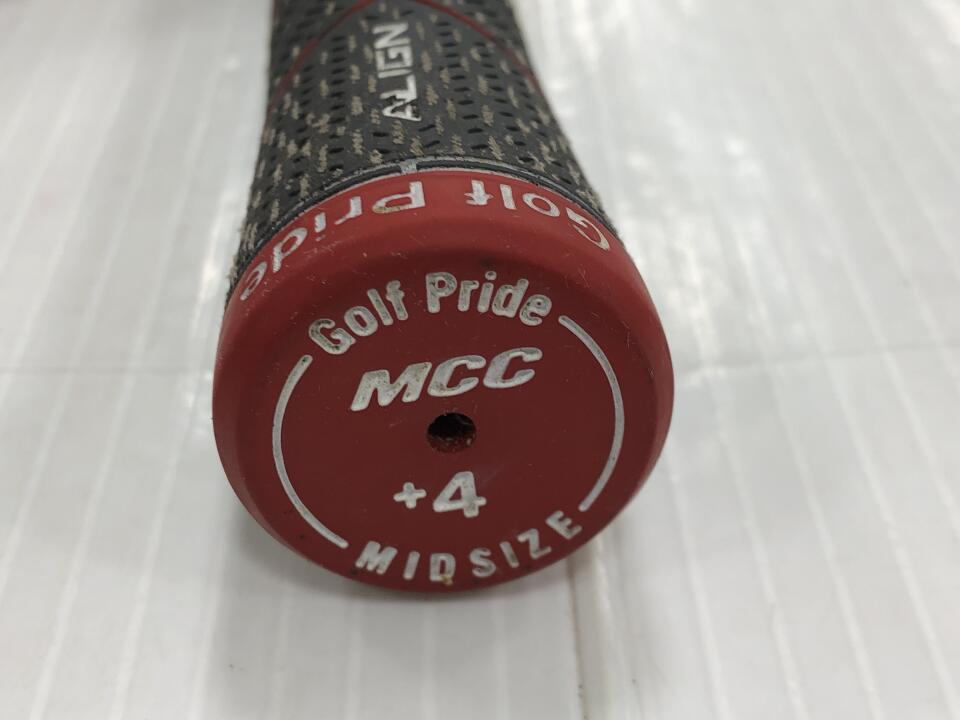 ALIGN
Golf Pride
Golf Pride
MCC
+4
MIDSIZE